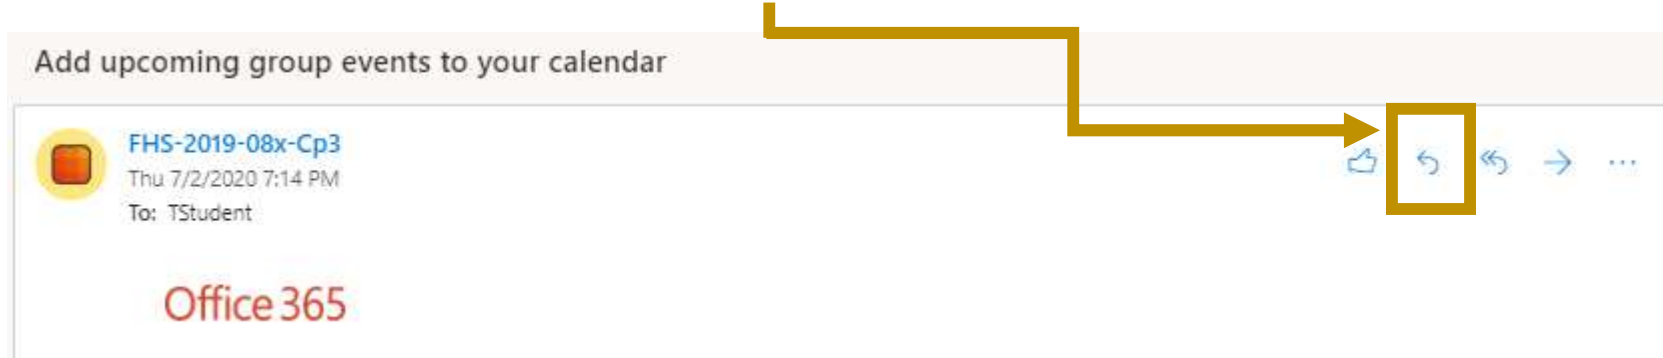 Add upcoming group events to your calendar
FHS-2019-08x-Cp3
Thu 7/2/2020 7:14 PM
To: TStudent
Office 365